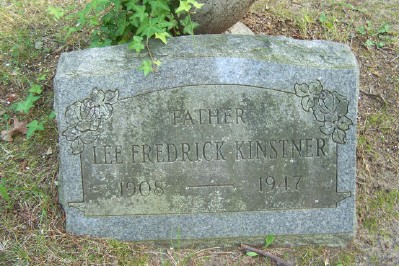 FATHER
LEE FREDRICK KINSTNER
1908 — 1947